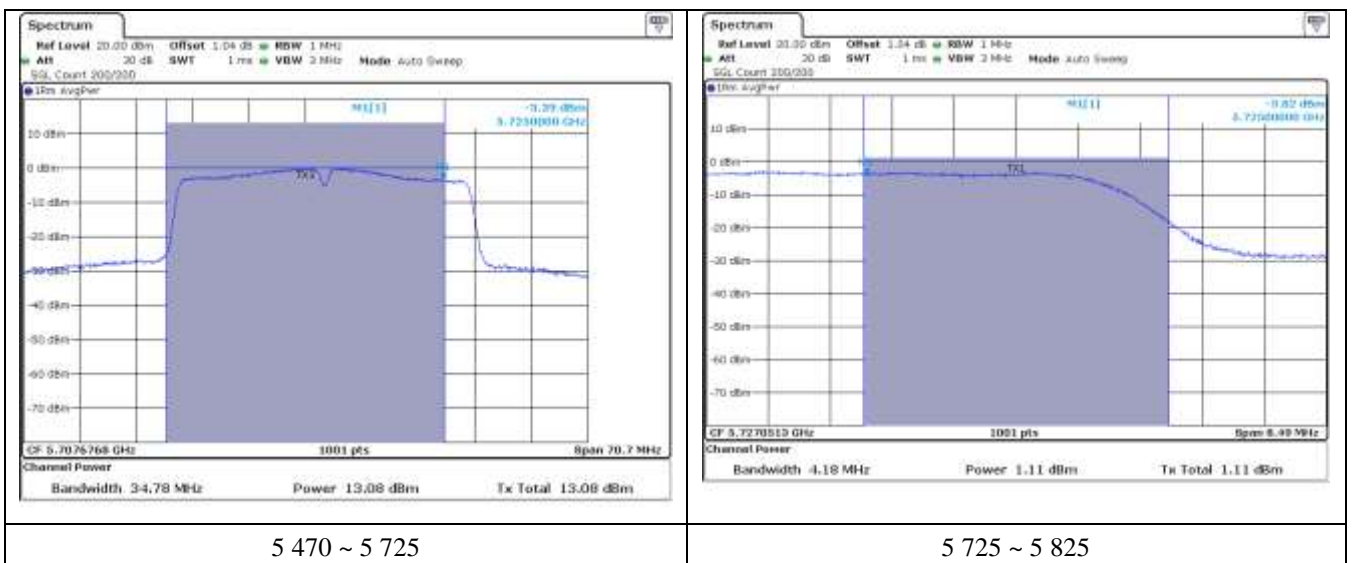 Spectrum
Ref Level 20.00 dBm Offset 1.04 dB RBW 1 MHz
Att 20 dB SWT 1 ms VBW 3 MHz Mode Auto Sweep
SGL Count 200/200
1Rm AvgPwr
M1[1] -3.39 dBm
5.7250000 GHz
10 dBm
0 dBm
-10 dBm
-20 dBm
-30 dBm
-40 dBm
-50 dBm
-60 dBm
-70 dBm
CF 5.7076768 GHz 1001 pts Span 70.7 MHz
Channel Power
Bandwidth 34.78 MHz Power 13.08 dBm Tx Total 13.08 dBm
5 470 ~ 5 725
Spectrum
Ref Level 20.00 dBm Offset 1.04 dB RBW 1 MHz
Att 20 dB SWT 1 ms VBW 3 MHz Mode Auto Sweep
SGL Count 200/200
1Rm AvgPwr
M1[1] -3.82 dBm
5.72500000 GHz
10 dBm
0 dBm
TX1
-10 dBm
-20 dBm
-30 dBm
-40 dBm
-50 dBm
-60 dBm
-70 dBm
CF 5.7270513 GHz 1001 pts
Channel Power
Bandwidth 4.18 MHz Power 1.11 dBm Tx Total 1.11 dBm
5 725 ~ 5 825